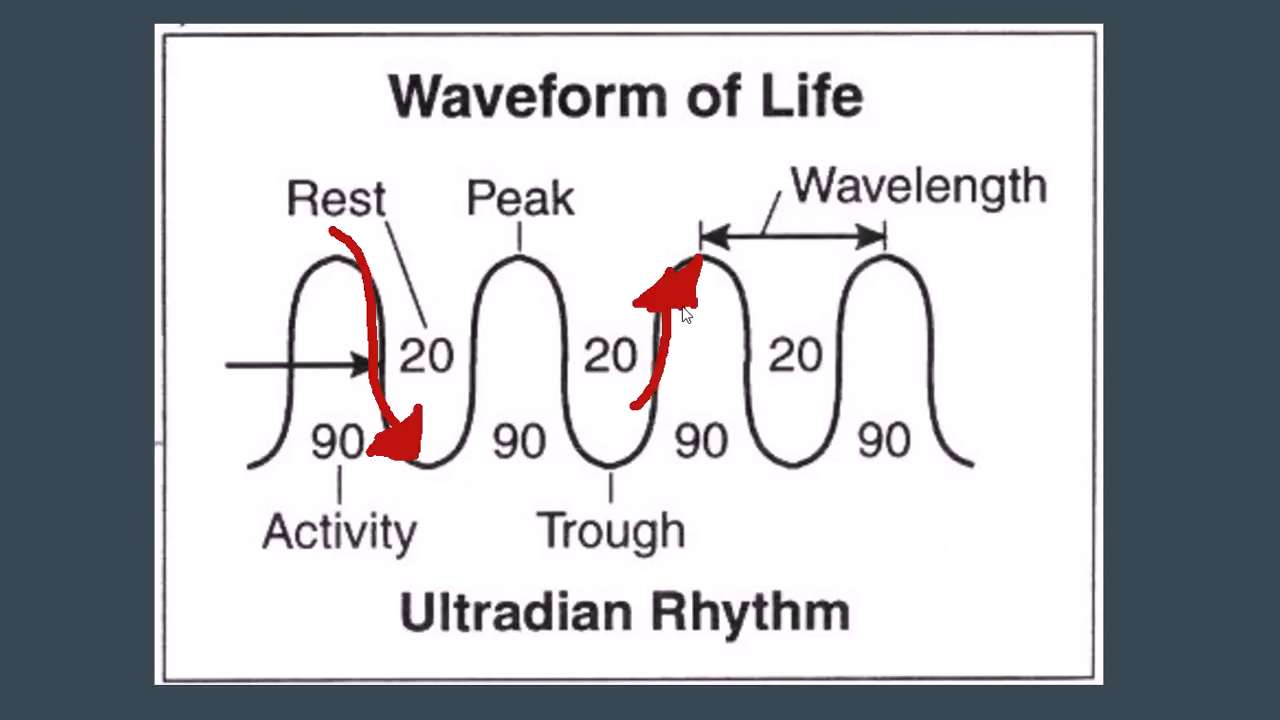 Waveform of Life
Rest Peak Wavelength
20 20 20
90 90 90 90
Activity Trough
Ultradian Rhythm